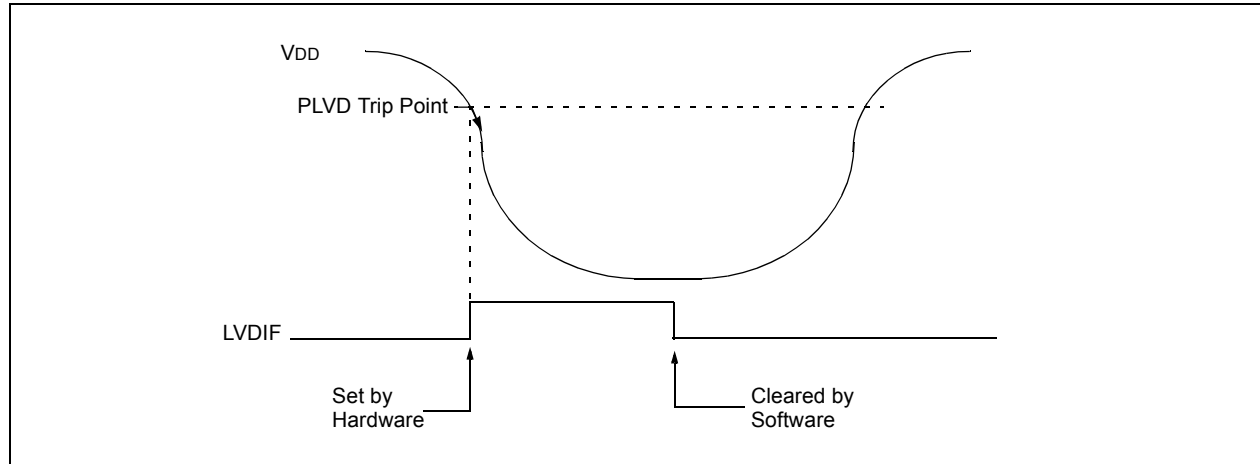 VDD
PLVD Trip Point
LVDIF
Set by
Hardware
Cleared by
Software